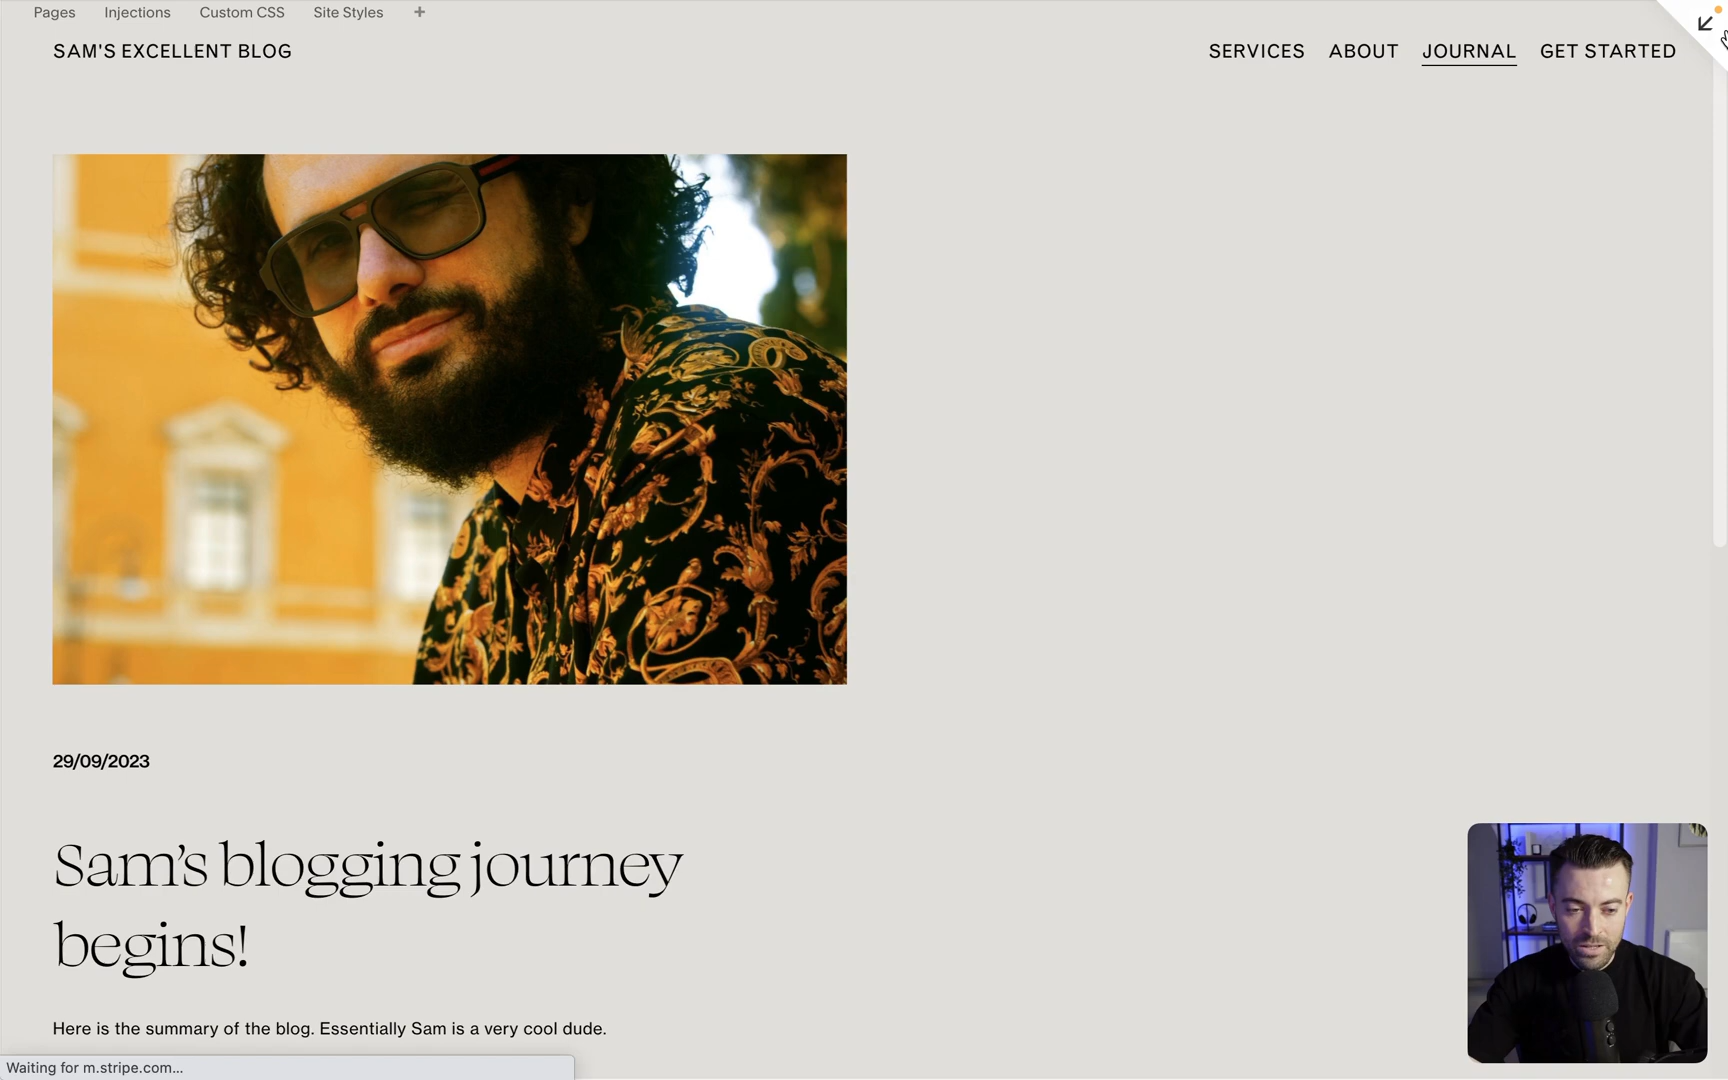 Pages Injections Custom CSS Site Styles +
SAM'S EXCELLENT BLOG
SERVICES ABOUT JOURNAL GET STARTED
29/09/2023
Sam's blogging journey
begins!
Here is the summary of the blog. Essentially Sam is a very cool dude.
Waiting for m.stripe.com...